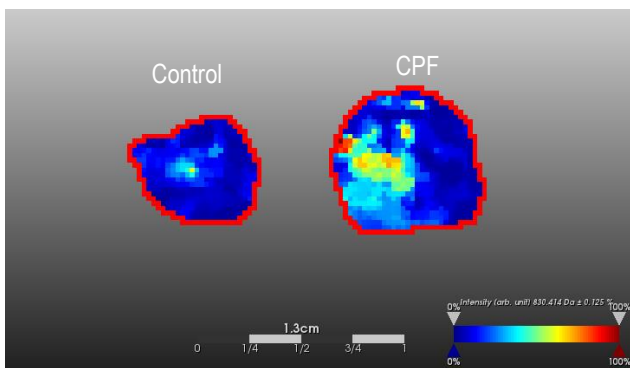 Control
CPF
Intensity (arb. unit) 830.414 Da ± 0.125 %
0%
100%
1.3cm
0 1/4 1/2 3/4 1
0%
100%